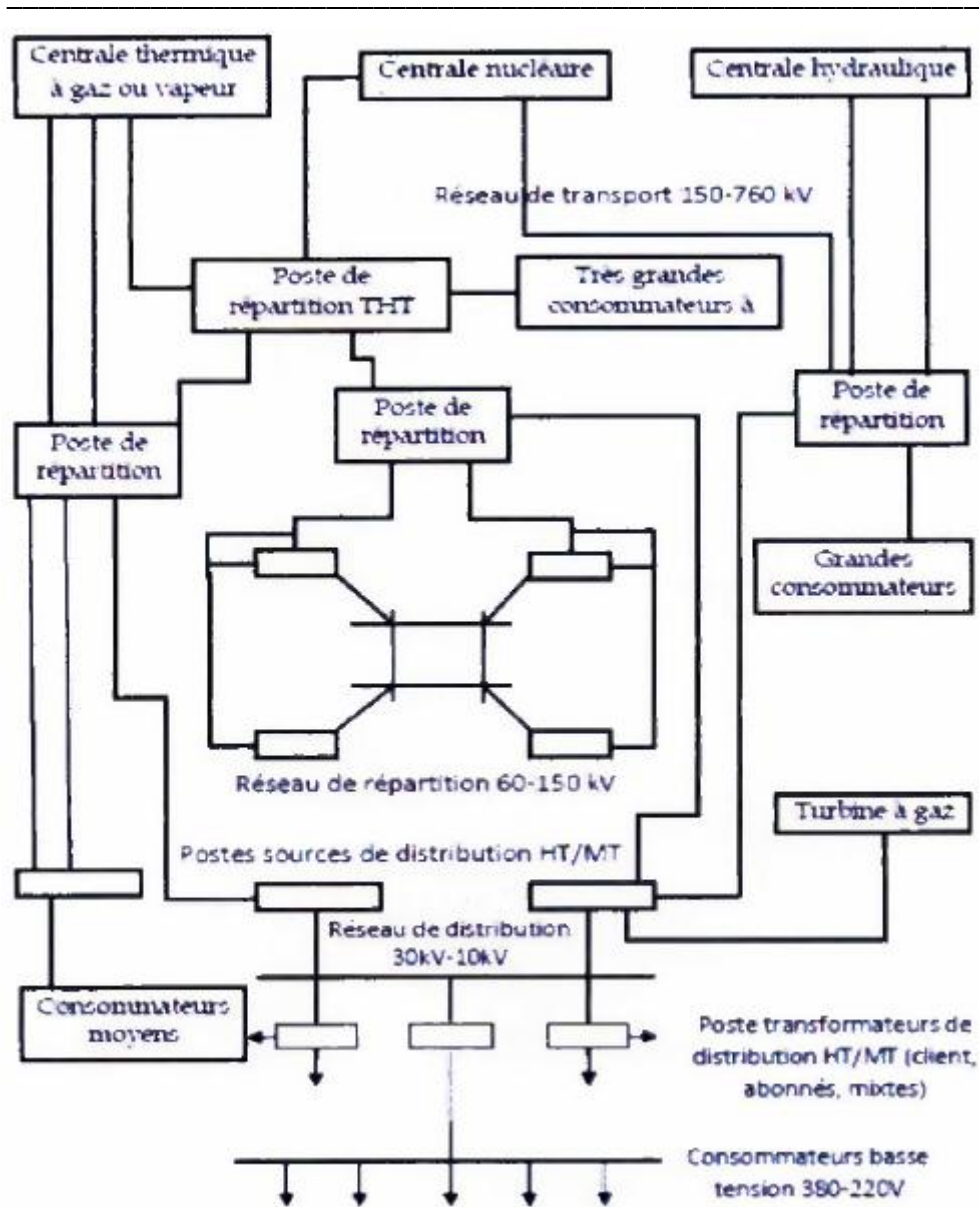 Centrale thermique
à gaz ou vapeur
Centrale nucléaire
Centrale hydraulique
Réseau de transport 150-760 kV
Poste de
répartition THT
Très grandes
consommateurs à
Poste de
répartition
Poste de
répartition
Poste de
répartition
Grandes
consommateurs
Réseau de répartition 60-150 kV
Turbine à gaz
Postes sources de distribution HT/MT
Réseau de distribution
30kV-10kV
Consommateurs
moyens
Poste transformateurs de
distribution HT/MT (client,
abonnés, mixtes)
Consommateurs basse
tension 380-220V